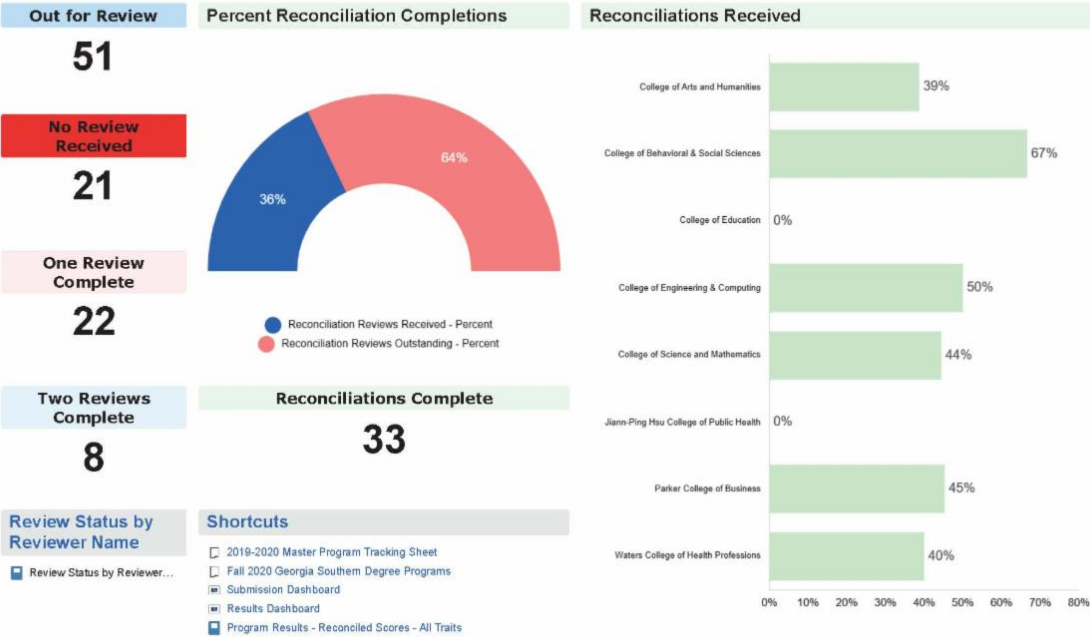 Out for Review
51
No Review
Received
21
One Review
Complete
22
Two Reviews
Complete
8
Review Status by
Reviewer Name
Review Status by Reviewer...
Percent Reconciliation Completions
36%
64%
Reconciliation Reviews Received - Percent
Reconciliation Reviews Outstanding - Percent
Reconciliations Complete
33
Shortcuts
2019-2020 Master Program Tracking Sheet
Fall 2020 Georgia Southern Degree Programs
Submission Dashboard
Results Dashboard
Program Results - Reconciled Scores - All Traits
Reconciliations Received
College of Arts and Humanities 39%
College of Behavioral & Social Sciences 67%
College of Education 0%
College of Engineering & Computing 50%
College of Science and Mathematics 44%
Jiann-Ping Hsu College of Public Health 0%
Parker College of Business 45%
Waters College of Health Professions 40%
0% 10% 20% 30% 40% 50% 60% 70% 80%